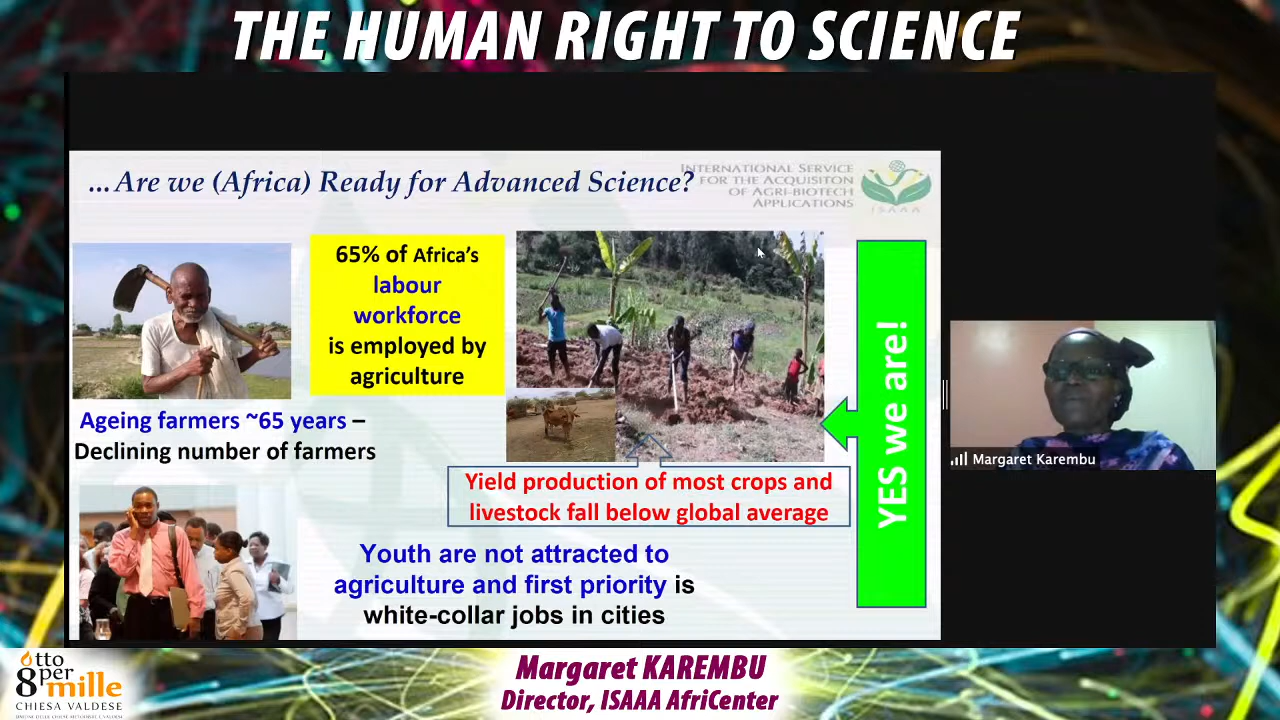 THE HUMAN RIGHT TO SCIENCE
...Are we (Africa) Ready for Advanced Science?
INTERNATIONAL SERVICE
FOR THE ACQUISITON
OF AGRI-BIOTECH
APPLICATIONS
ISAAA
65% of Africa's
labour
workforce
is employed by
agriculture
Ageing farmers ~65 years –
Declining number of farmers
Yield production of most crops and
livestock fall below global average
YES we are!
Youth are not attracted to
agriculture and first priority is
white-collar jobs in cities
Margaret Karembu
otto
per
8 mille
CHIESA VALDESE
Margaret KAREMBU
Director, ISAAA AfriCenter